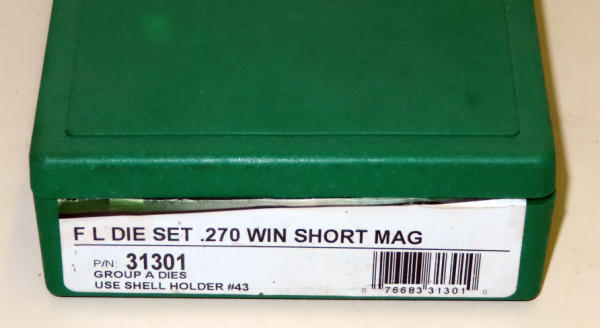 F L DIE SET .270 WIN SHORT MAG
P/N: 31301
GROUP A DIES
USE SHELL HOLDER #43
0 76683 31301 0